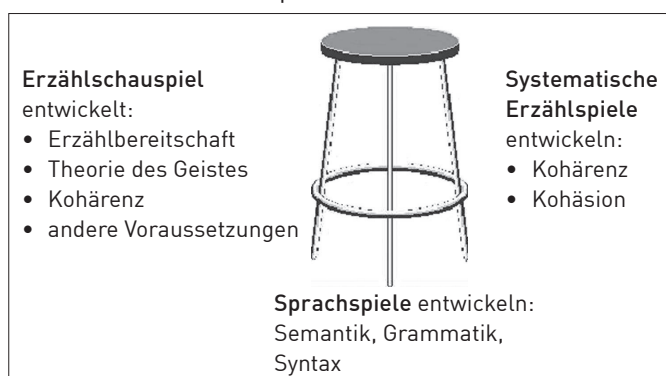 Erzählschauspiel
entwickelt:
• Erzählbereitschaft
• Theorie des Geistes
• Kohärenz
• andere Voraussetzungen
Systematische
Erzählspiele
entwickeln:
• Kohärenz
• Kohäsion
Sprachspiele entwickeln:
Semantik, Grammatik,
Syntax